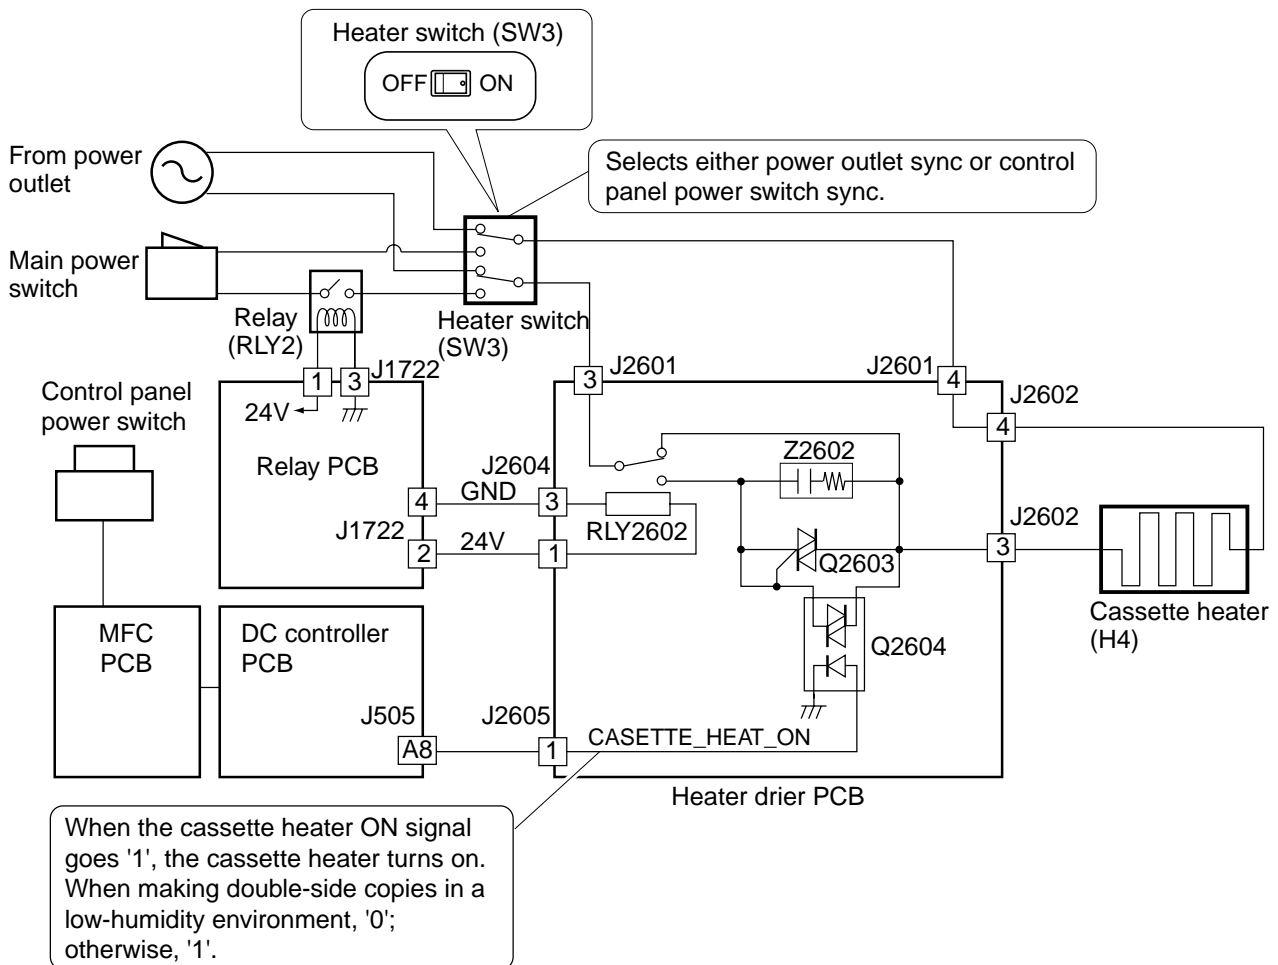 Heater switch (SW3)
OFF ON
From power
outlet
Selects either power outlet sync or control
panel power switch sync.
Main power
switch
Relay
(RLY2)
Heater switch
(SW3)
J1722
1 3
24V
Control panel
power switch
Relay PCB
J2601
3
J2601
4
J2602
4
Z2602
J2604
4 GND 3
RLY2602
J1722
2 24V 1
Q2603
J2602
3
Cassette heater
(H4)
MFC
PCB
DC controller
PCB
Q2604
J505
A8
J2605
1
CASETTE_HEAT_ON
Heater drier PCB
When the cassette heater ON signal
goes '1', the cassette heater turns on.
When making double-side copies in a
low-humidity environment, '0';
otherwise, '1'.